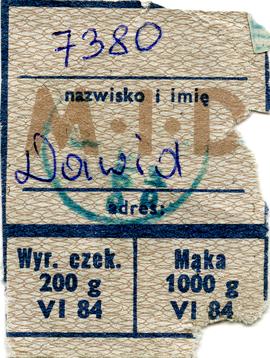 7380
nazwisko i imię
M·I·D
Dawid
adres:
Wyr. czek. Mąka
200 g 1000 g
VI 84 VI 84